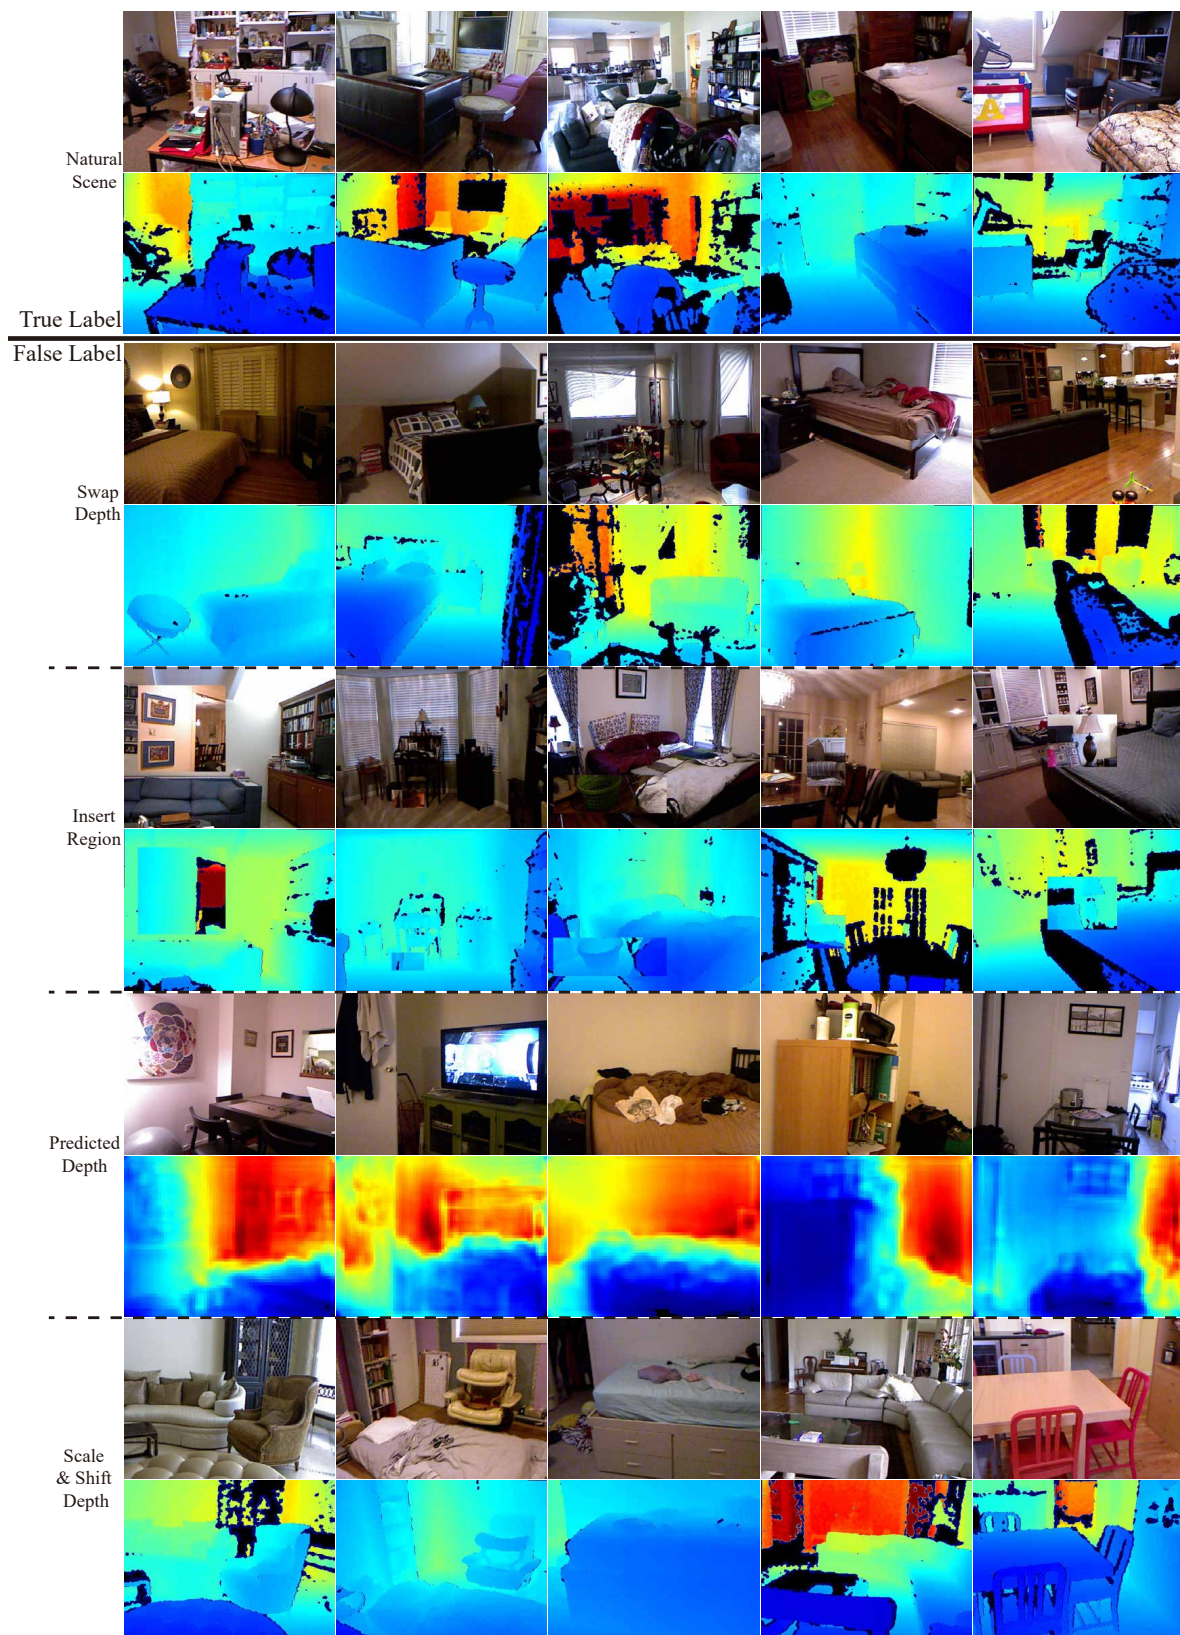 Natural
Scene
A
True Label
False Label
Swap
Depth
Insert
Region
Predicted
Depth
Scale
& Shift
Depth